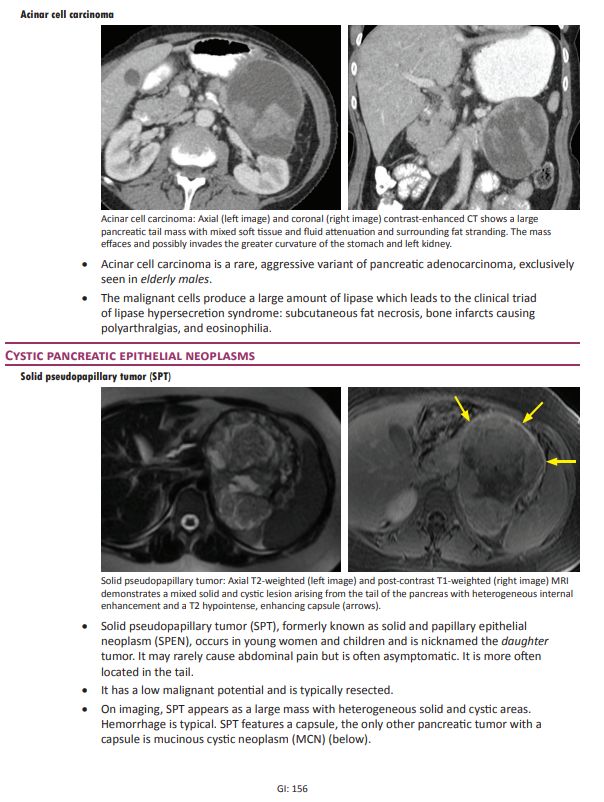 Acinar cell carcinoma
Acinar cell carcinoma: Axial (left image) and coronal (right image) contrast-enhanced CT shows a large
pancreatic tail mass with mixed soft tissue and fluid attenuation and surrounding fat stranding. The mass
effaces and possibly invades the greater curvature of the stomach and left kidney.
• Acinar cell carcinoma is a rare, aggressive variant of pancreatic adenocarcinoma, exclusively
seen in elderly males.
• The malignant cells produce a large amount of lipase which leads to the clinical triad
of lipase hypersecretion syndrome: subcutaneous fat necrosis, bone infarcts causing
polyarthralgias, and eosinophilia.
Cystic pancreatic epithelial neoplasms
Solid pseudopapillary tumor (SPT)
Solid pseudopapillary tumor: Axial T2-weighted (left image) and post-contrast T1-weighted (right image) MRI
demonstrates a mixed solid and cystic lesion arising from the tail of the pancreas with heterogeneous internal
enhancement and a T2 hypointense, enhancing capsule (arrows).
• Solid pseudopapillary tumor (SPT), formerly known as solid and papillary epithelial
neoplasm (SPEN), occurs in young women and children and is nicknamed the daughter
tumor. It may rarely cause abdominal pain but is often asymptomatic. It is more often
located in the tail.
• It has a low malignant potential and is typically resected.
• On imaging, SPT appears as a large mass with heterogeneous solid and cystic areas.
Hemorrhage is typical. SPT features a capsule, the only other pancreatic tumor with a
capsule is mucinous cystic neoplasm (MCN) (below).
GI: 156